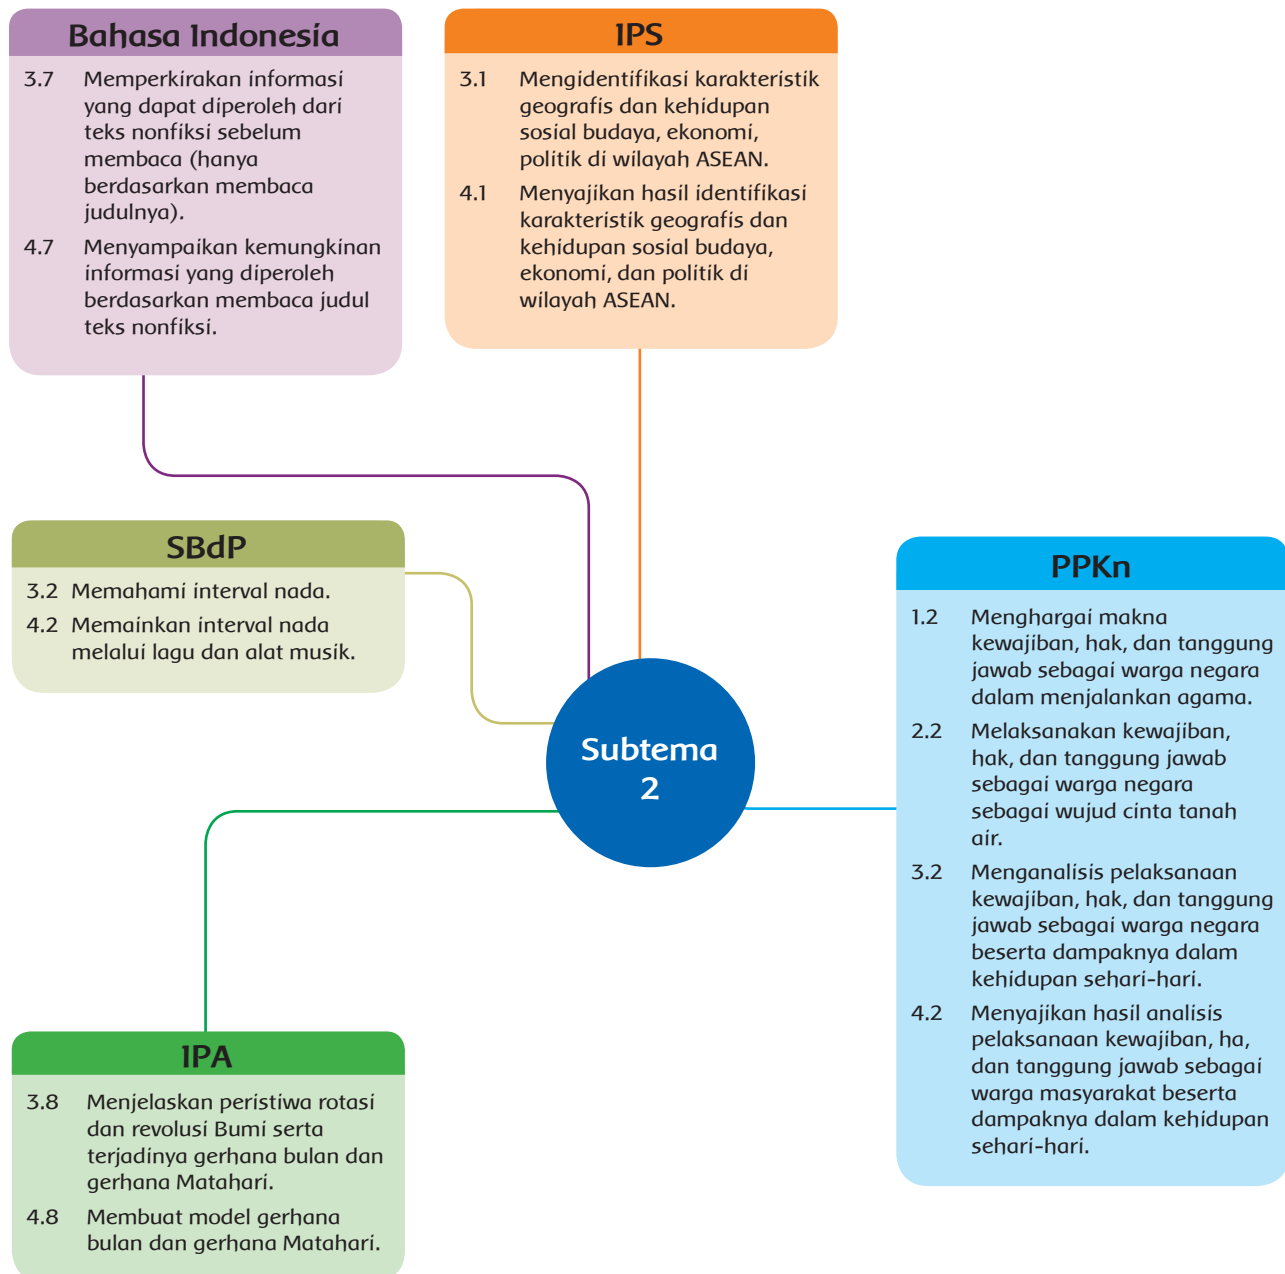 Bahasa Indonesia
3.7 Memperkirakan informasi
yang dapat diperoleh dari
teks nonfiksi sebelum
membaca (hanya
berdasarkan membaca
judulnya).
4.7 Menyampaikan kemungkinan
informasi yang diperoleh
berdasarkan membaca judul
teks nonfiksi.
IPS
3.1 Mengidentifikasi karakteristik
geografis dan kehidupan
sosial budaya, ekonomi,
politik di wilayah ASEAN.
4.1 Menyajikan hasil identifikasi
karakteristik geografis dan
kehidupan sosial budaya,
ekonomi, dan politik di
wilayah ASEAN.
SBdP
3.2 Memahami interval nada.
4.2 Memainkan interval nada
melalui lagu dan alat musik.
Subtema
2
PPKn
1.2 Menghargai makna
kewajiban, hak, dan tanggung
jawab sebagai warga negara
dalam menjalankan agama.
2.2 Melaksanakan kewajiban,
hak, dan tanggung jawab
sebagai warga negara
sebagai wujud cinta tanah
air.
3.2 Menganalisis pelaksanaan
kewajiban, hak, dan tanggung
jawab sebagai warga negara
beserta dampaknya dalam
kehidupan sehari-hari.
4.2 Menyajikan hasil analisis
pelaksanaan kewajiban, ha,
dan tanggung jawab sebagai
warga masyarakat beserta
dampaknya dalam kehidupan
sehari-hari.
IPA
3.8 Menjelaskan peristiwa rotasi
dan revolusi Bumi serta
terjadinya gerhana bulan dan
gerhana Matahari.
4.8 Membuat model gerhana
bulan dan gerhana Matahari.